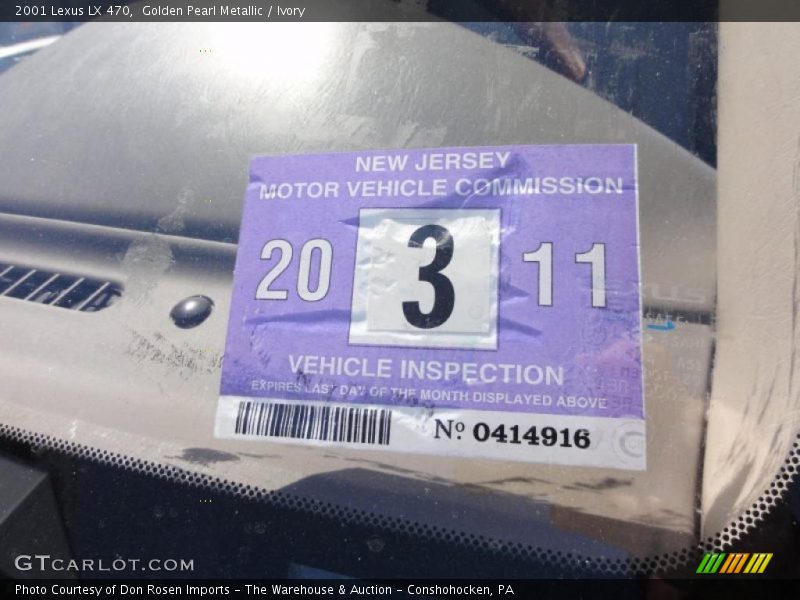 2001 Lexus LX 470,  Golden Pearl Metallic / Ivory
NEW JERSEY
MOTOR VEHICLE COMMISSION
20 3 11
VEHICLE INSPECTION
EXPIRES LAST DAY OF THE MONTH DISPLAYED ABOVE
Nº 0414916
GTCARLOT.COM
Photo Courtesy of Don Rosen Imports - The Warehouse & Auction - Conshohocken, PA